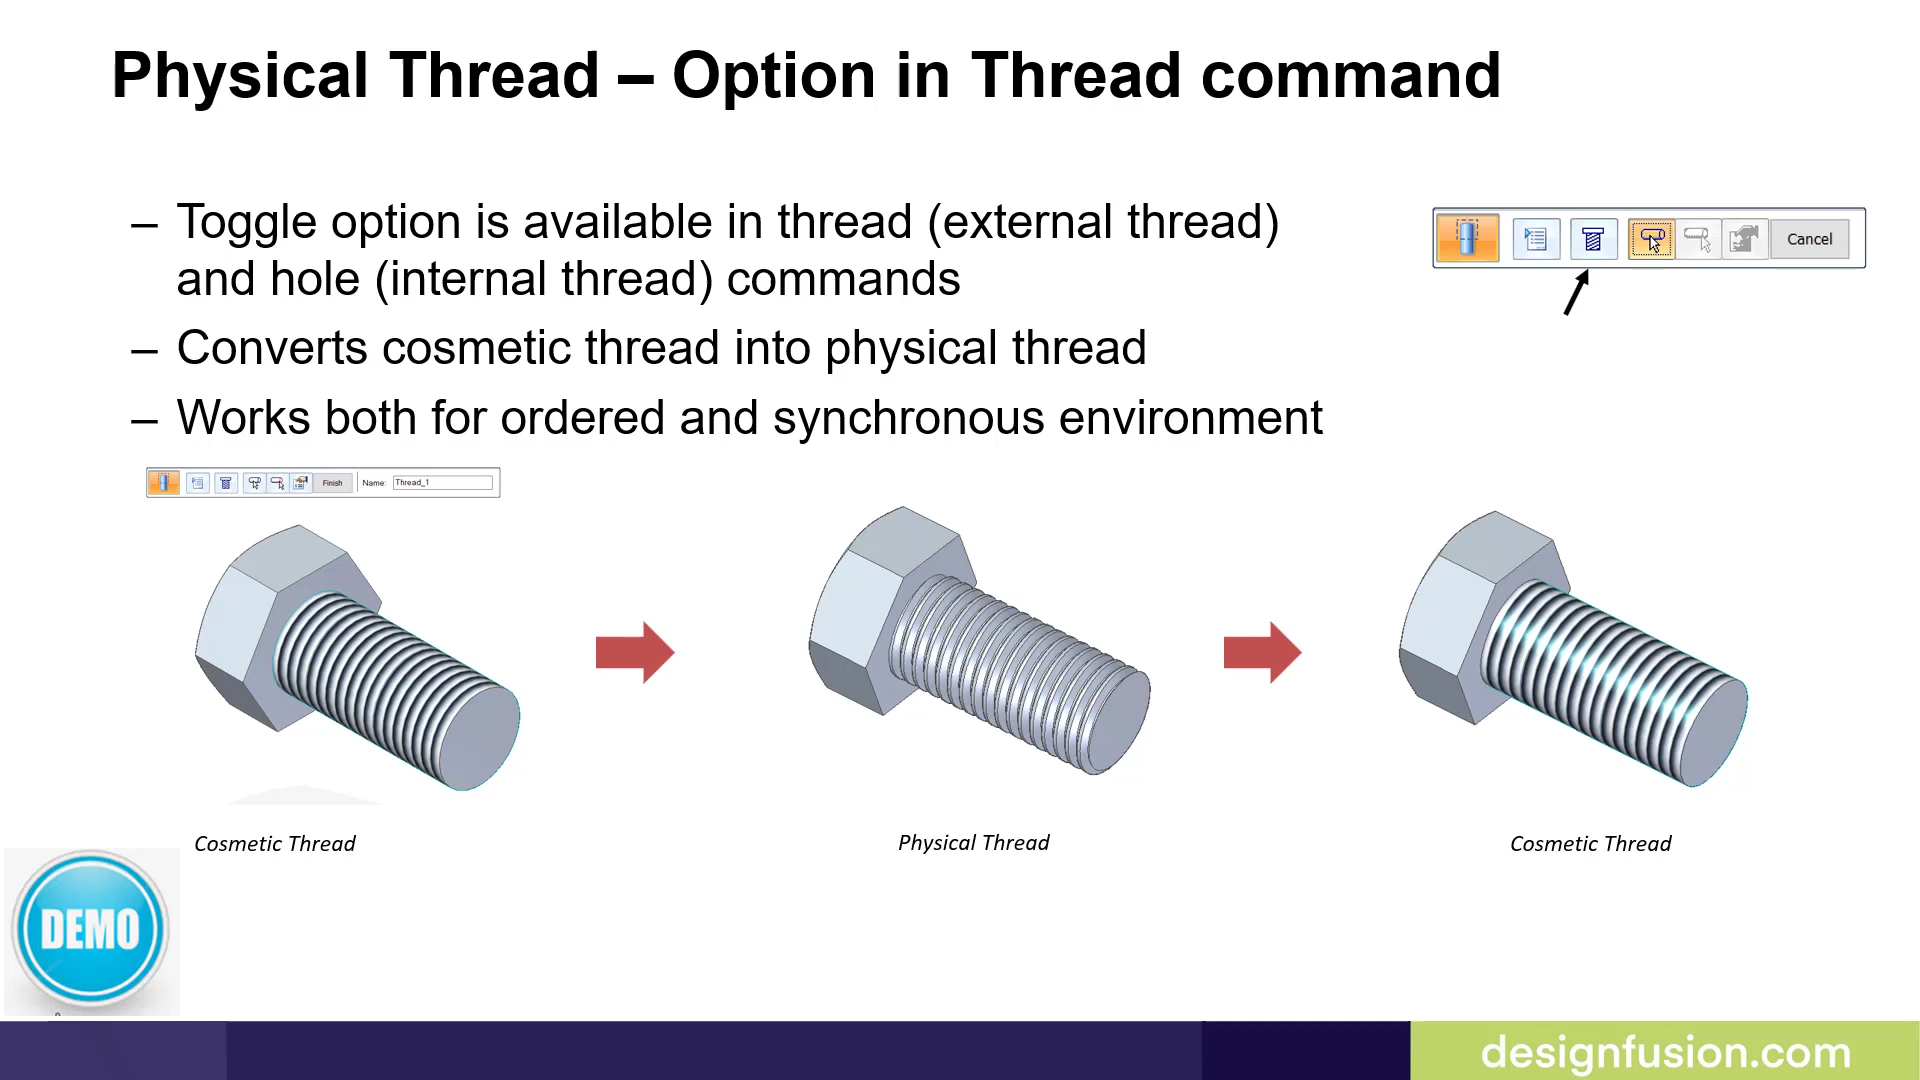 Physical Thread – Option in Thread command
– Toggle option is available in thread (external thread)
and hole (internal thread) commands
– Converts cosmetic thread into physical thread
– Works both for ordered and synchronous environment
Cancel
Finish Name: Thread_1
Cosmetic Thread
Physical Thread
Cosmetic Thread
DEMO
designfusion.com